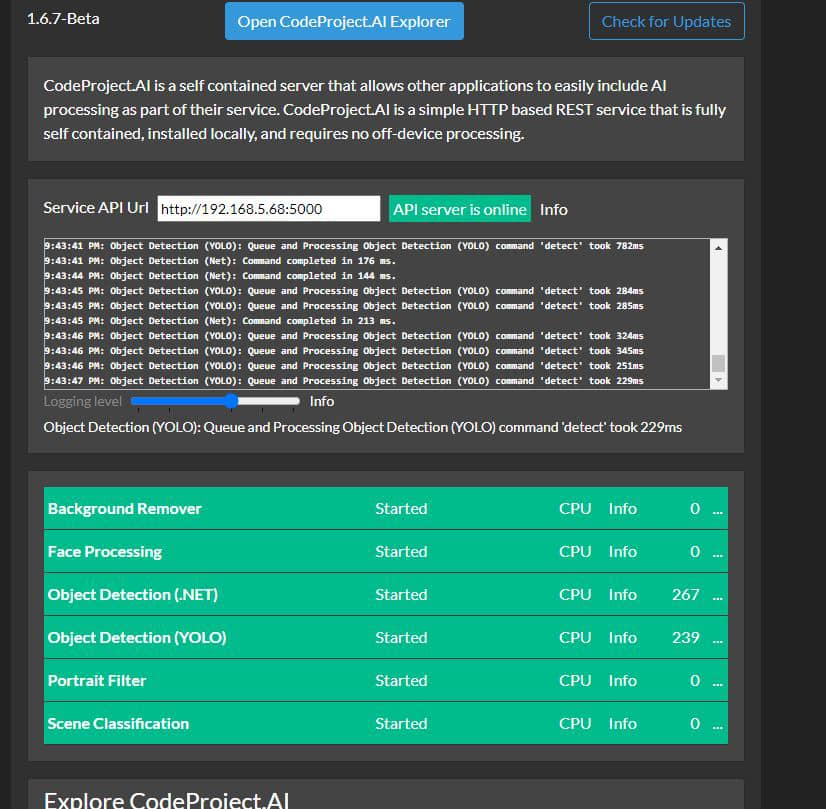 1.6.7-Beta Open CodeProject.AI Explorer Check for Updates
CodeProject.AI is a self contained server that allows other applications to easily include AI
processing as part of their service. CodeProject.AI is a simple HTTP based REST service that is fully
self contained, installed locally, and requires no off-device processing.
Service API Url http://192.168.5.68:5000 API server is online Info
9:43:41 PM: Object Detection (YOLO): Queue and Processing Object Detection (YOLO) command 'detect' took 782ms
9:43:41 PM: Object Detection (Net): Command completed in 176 ms.
9:43:44 PM: Object Detection (Net): Command completed in 144 ms.
9:43:45 PM: Object Detection (YOLO): Queue and Processing Object Detection (YOLO) command 'detect' took 284ms
9:43:45 PM: Object Detection (YOLO): Queue and Processing Object Detection (YOLO) command 'detect' took 285ms
9:43:45 PM: Object Detection (Net): Command completed in 213 ms.
9:43:46 PM: Object Detection (YOLO): Queue and Processing Object Detection (YOLO) command 'detect' took 324ms
9:43:46 PM: Object Detection (YOLO): Queue and Processing Object Detection (YOLO) command 'detect' took 345ms
9:43:46 PM: Object Detection (YOLO): Queue and Processing Object Detection (YOLO) command 'detect' took 251ms
9:43:47 PM: Object Detection (YOLO): Queue and Processing Object Detection (YOLO) command 'detect' took 229ms
Logging level Info
Object Detection (YOLO): Queue and Processing Object Detection (YOLO) command 'detect' took 229ms
Background Remover Started CPU Info 0 ...
Face Processing Started CPU Info 0 ...
Object Detection (.NET) Started CPU Info 267 ...
Object Detection (YOLO) Started CPU Info 239 ...
Portrait Filter Started CPU Info 0 ...
Scene Classification Started CPU Info 0 ...
Explore CodeProject.AI